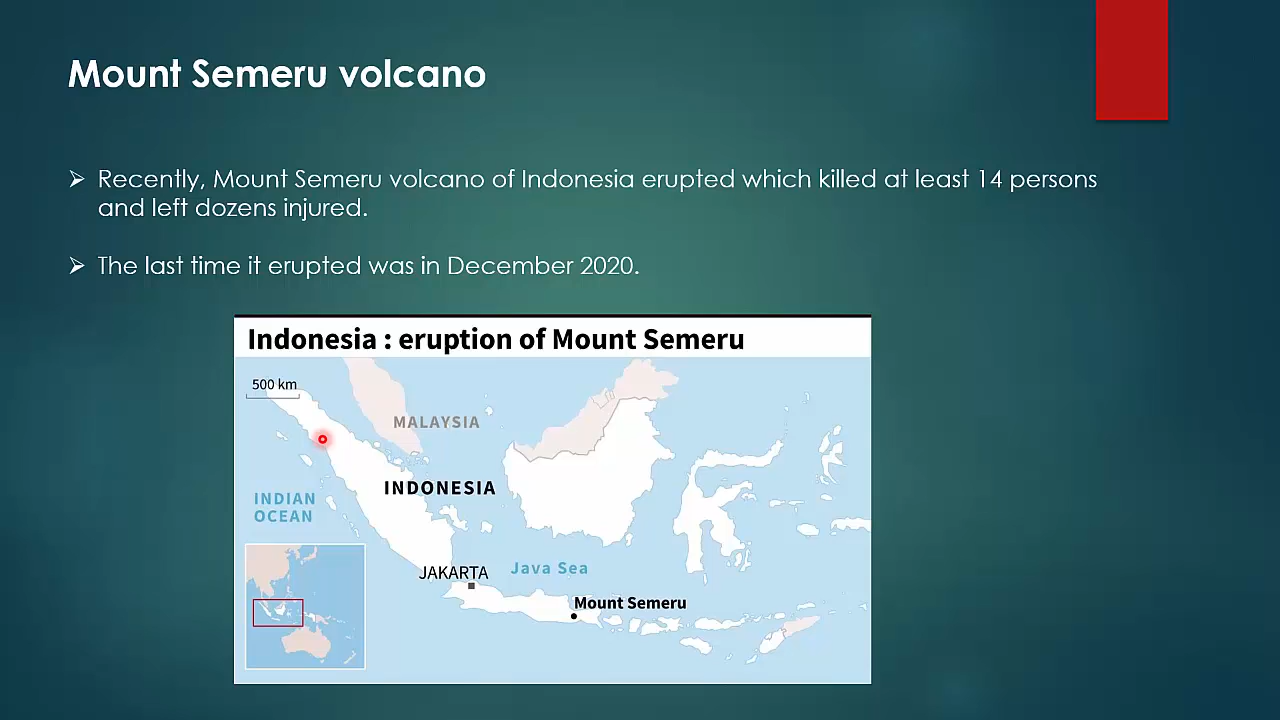 Mount Semeru volcano
Recently, Mount Semeru volcano of Indonesia erupted which killed at least 14 persons
and left dozens injured.
The last time it erupted was in December 2020.
Indonesia : eruption of Mount Semeru
500 km
MALAYSIA
INDONESIA
INDIAN
OCEAN
JAKARTA
Java Sea
Mount Semeru